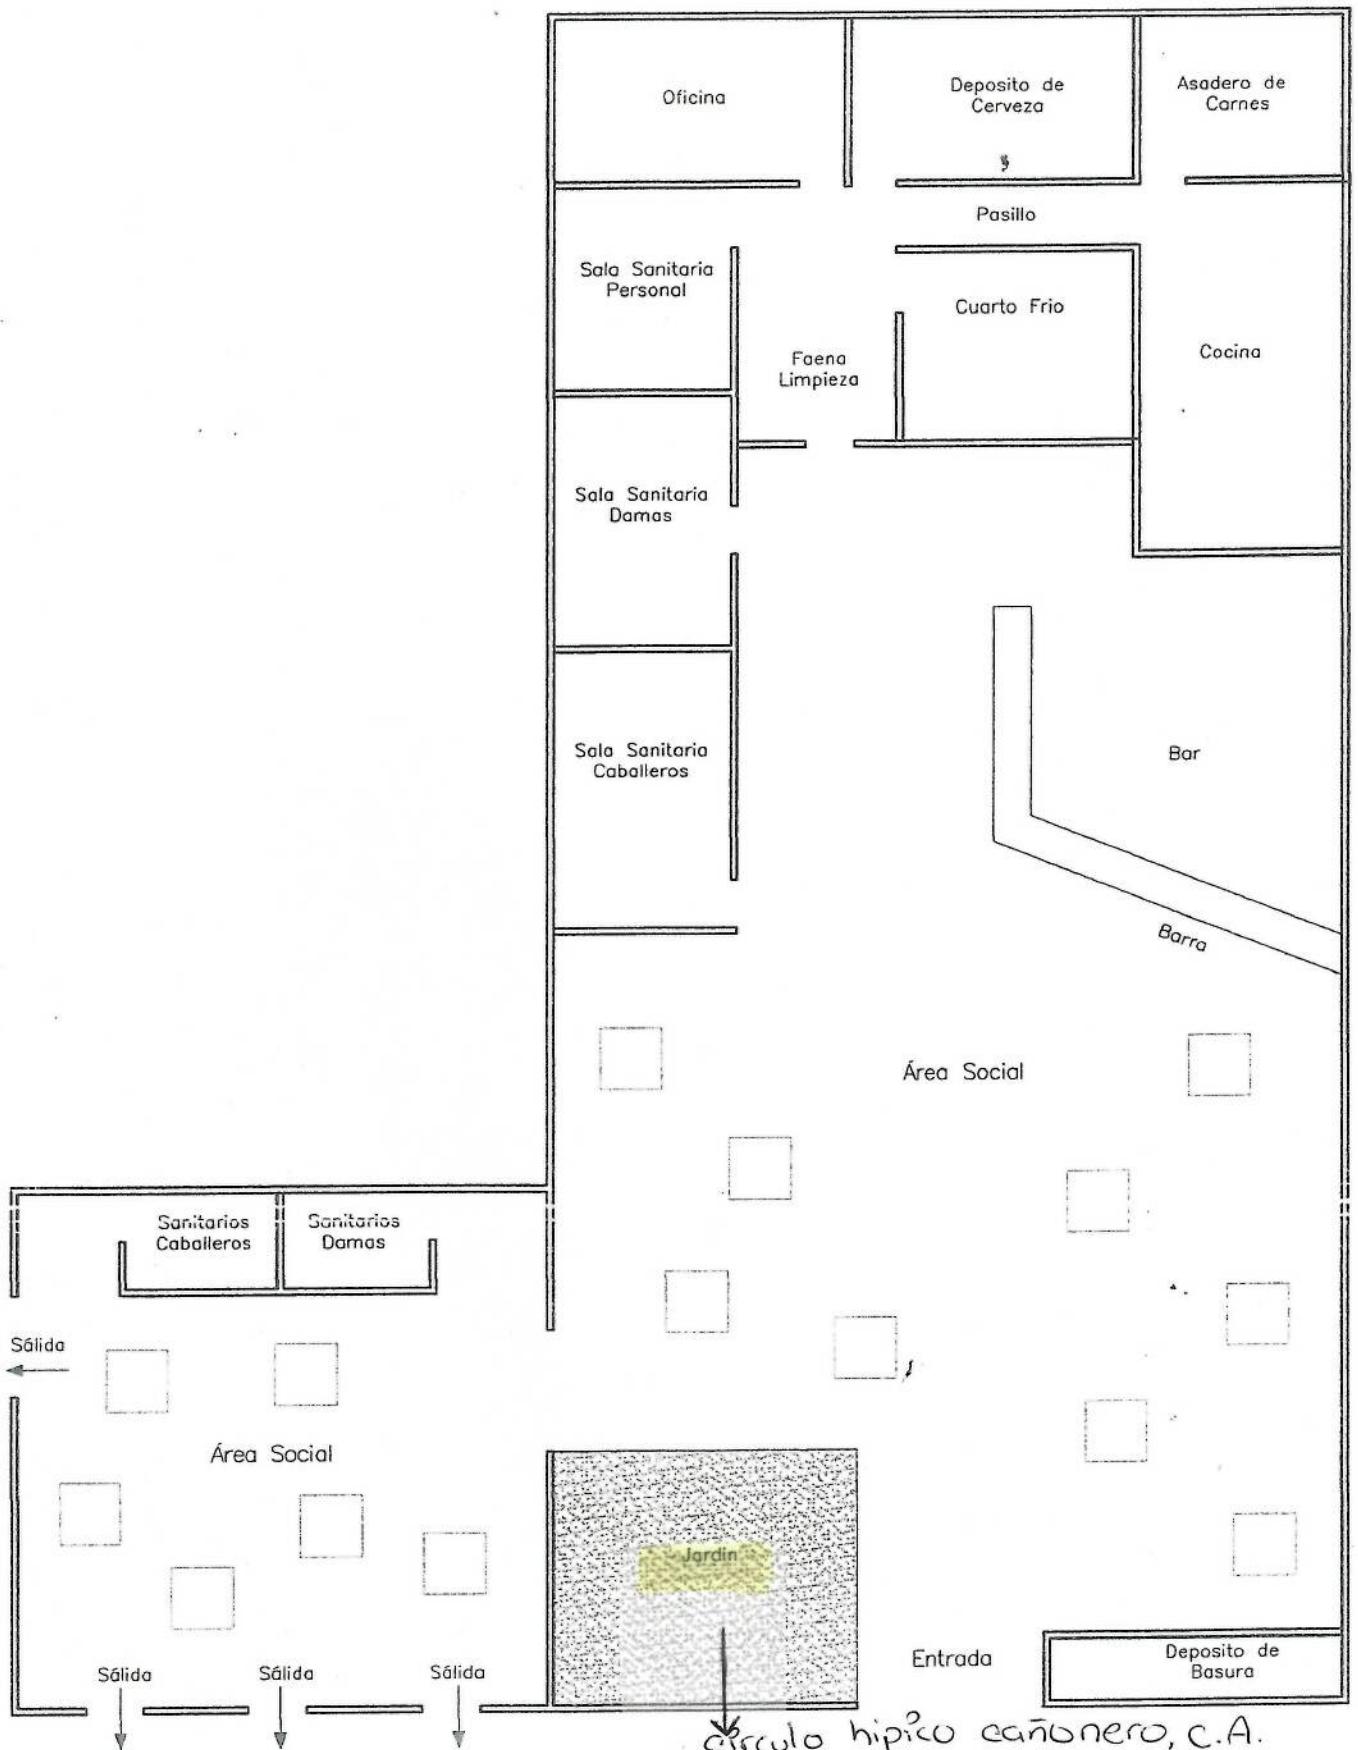 Oficina
Deposito de
Cerveza
Asadero de
Carnes
Pasillo
Sala Sanitaria
Personal
Cuarto Frio
Faena
Limpieza
Cocina
Sala Sanitaria
Damas
Sala Sanitaria
Caballeros
Bar
Barra
Área Social
Sanitarios
Caballeros
Sanitarios
Damas
Sálida
Área Social
Jardin
Entrada
Deposito de
Basura
Sálida
Sálida
Sálida
círculo hipíco cañonero, C.A.